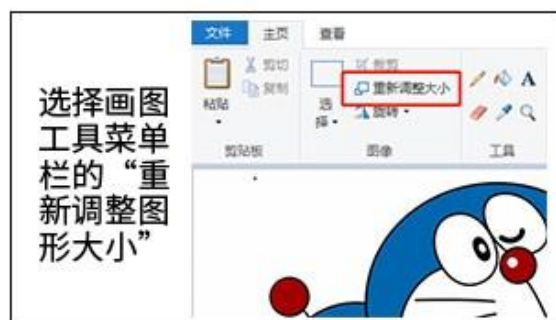 选择画图
工具菜单
栏的“重
新调整图
形大小”
文件 主页 查看
剪切
复制
粘贴
剪贴板
裁剪
重新调整大小
旋转
选
择
图像
A
工具